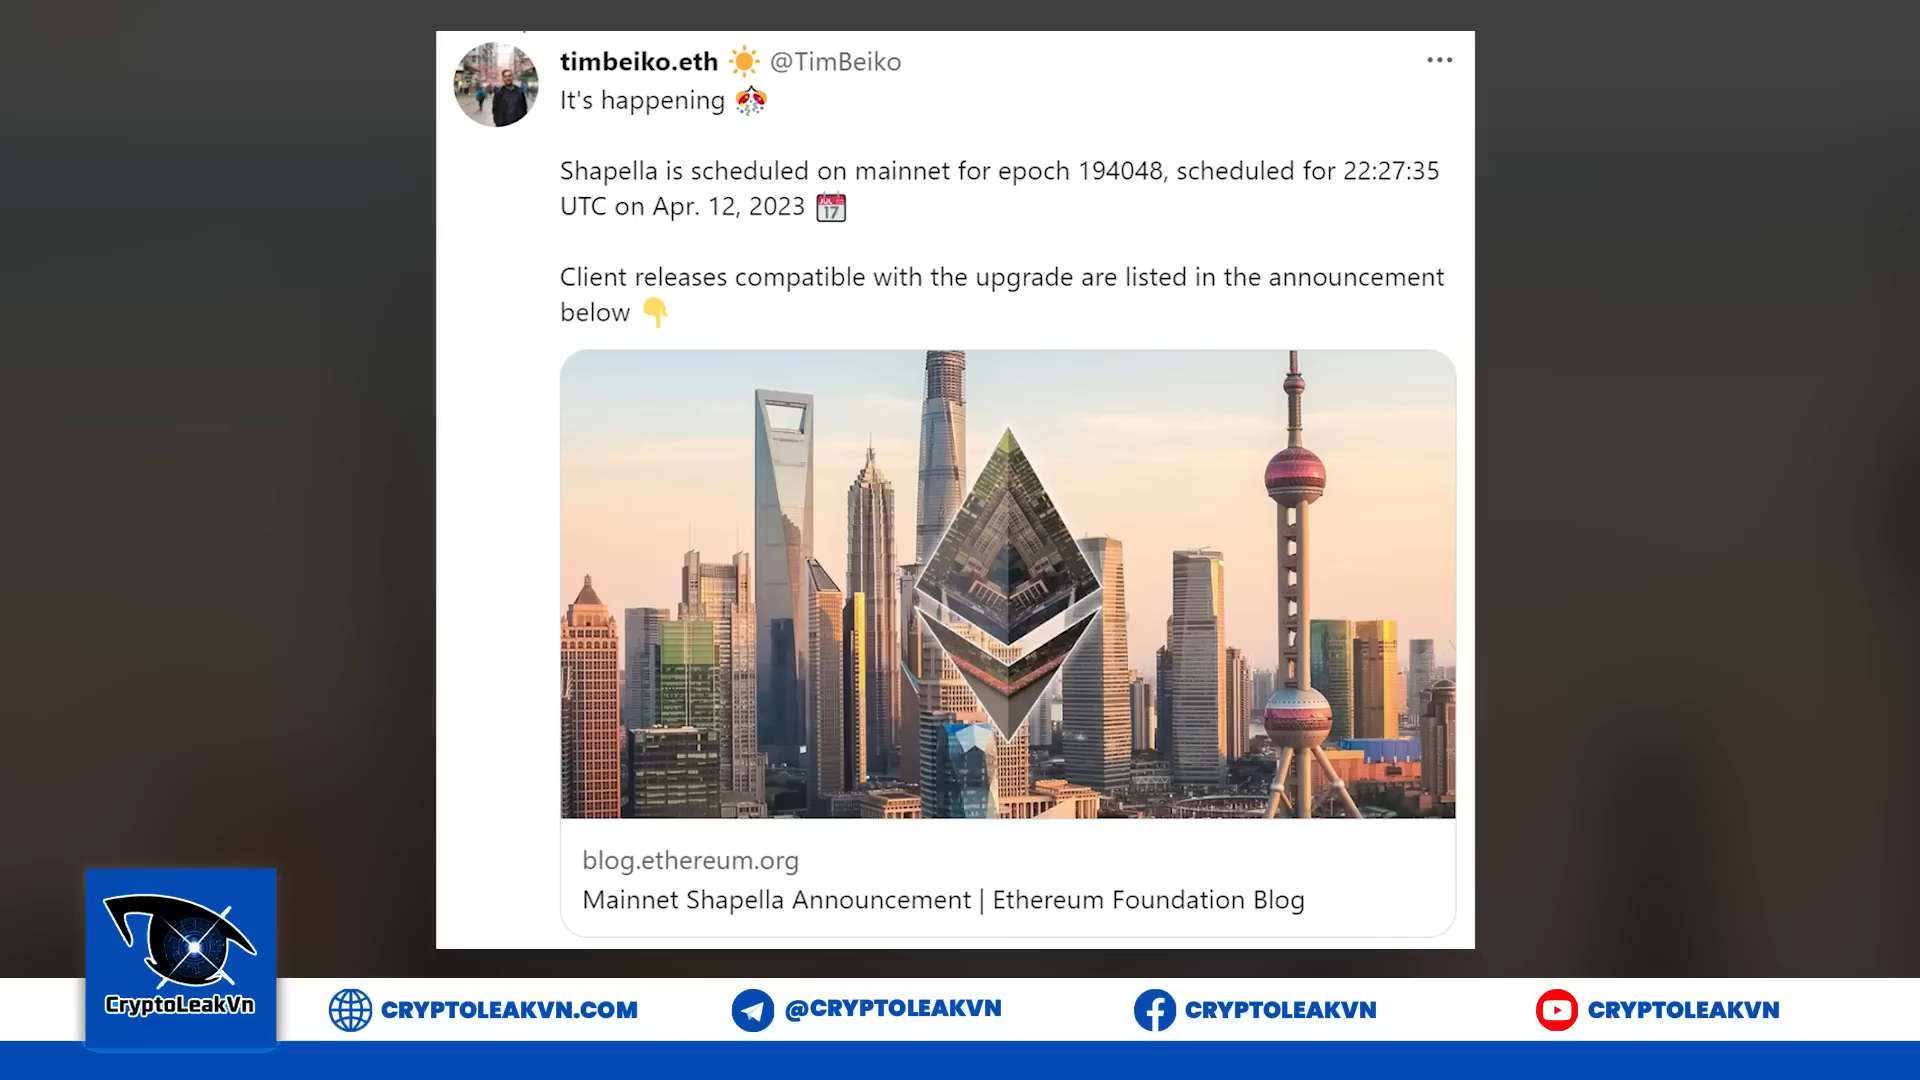 timbeiko.eth ☀️ @TimBeiko
It's happening 🪅
Shapella is scheduled on mainnet for epoch 194048, scheduled for 22:27:35
UTC on Apr. 12, 2023 📅
Client releases compatible with the upgrade are listed in the announcement
below 👇
blog.ethereum.org
Mainnet Shapella Announcement | Ethereum Foundation Blog
CryptoLeakVn
CRYPTOLEAKVN.COM
@CRYPTOLEAKVN
CRYPTOLEAKVN
CRYPTOLEAKVN